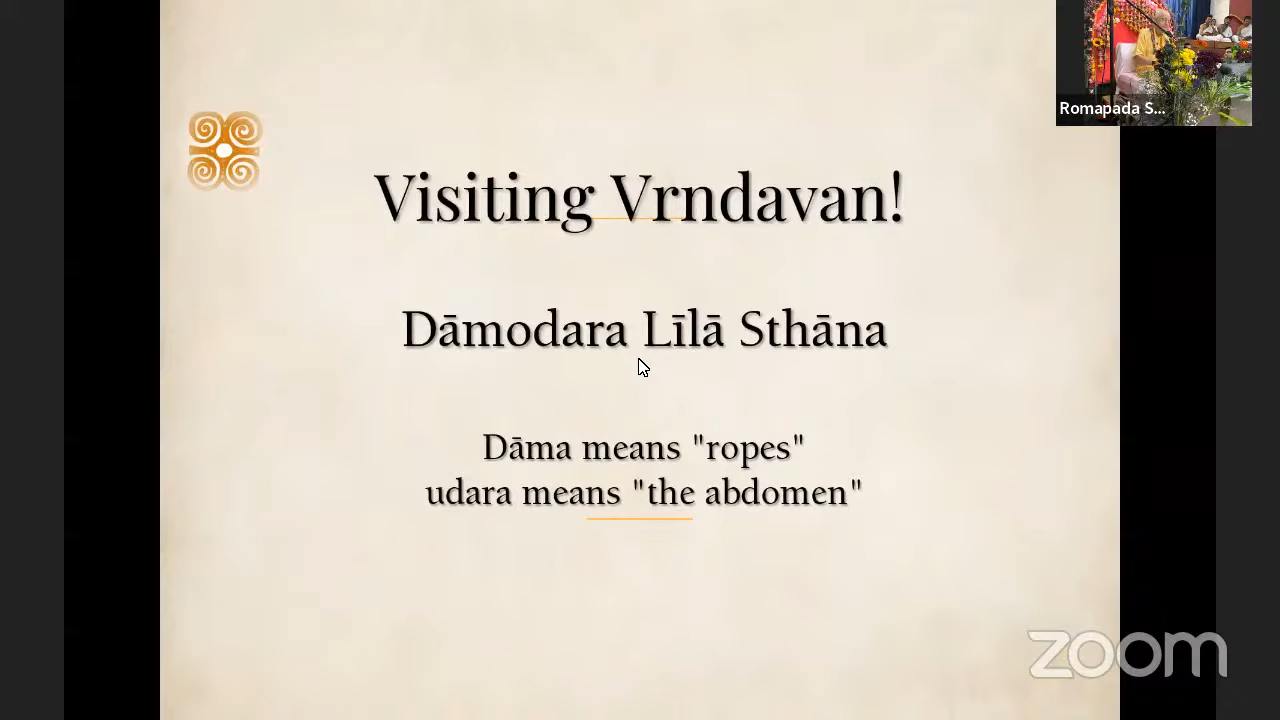 Romapada S...
Visiting Vrndavan!
Dāmodara Līlā Sthāna
Dāma means "ropes"
udara means "the abdomen"
zoom